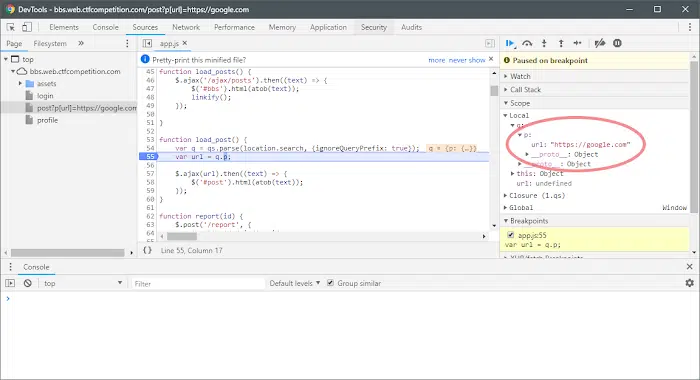 DevTools - bbs.web.ctfcompetition.com/post?p[url]=https://google.com
Elements Console Sources Network Performance Memory Application Security Audits
Page Filesystem »
app.js ×
top
bbs.web.ctfcompetition.com
assets
login
post?p[url]=https://google.com
profile
Pretty-print this minified file? more never show ×
45 function load_posts() {
46 $.ajax('/ajax/posts').then((text) => {
47 $('#bbs').html(atob(text));
48 linkify();
49 });
50
51 }
52
53 function load_post() {
54 var q = qs.parse(location.search, {ignoreQueryPrefix: true}); q = {p: {…}}
55 var url = q.p;
56
57 $.ajax(url).then((text) => {
58 $('#post').html(atob(text));
59 });
60 }
61
62 function report(id) {
63 $.post('/report', {
{} Line 55, Column 17
Paused on breakpoint
Watch
Call Stack
Scope
Local
q:
p:
url: "https://google.com"
__proto__: Object
__proto__: Object
this: Object
url: undefined
Closure (1.qs)
Global Window
Breakpoints
app.js:55
var url = q.p;
XHR/fetch Breakpoints
Console ×
top Filter Default levels ▼ Group similar
>